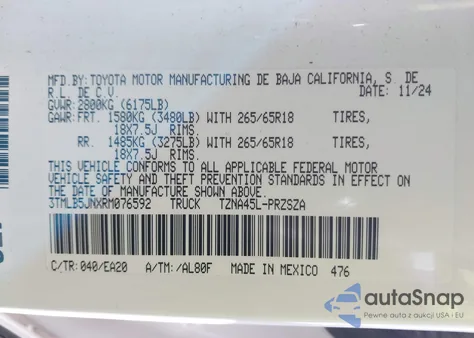 MFD.BY:TOYOTA MOTOR MANUFACTURING DE BAJA CALIFORNIA, S. DE
R.L. DE C.V. DATE: 11/24
GVWR:2800KG (6175LB)
GAWR:FRT. 1580KG (3480LB) WITH 265/65R18 TIRES,
18X7.5J RIMS.
RR. 1485KG (3275LB) WITH 265/65R18 TIRES,
18X7.5J RIMS.
THIS VEHICLE CONFORMS TO ALL APPLICABLE FEDERAL MOTOR
VEHICLE SAFETY AND THEFT PREVENTION STANDARDS IN EFFECT ON
THE DATE OF MANUFACTURE SHOWN ABOVE.
3TMLB5JNXRM076592 TRUCK TZNA45L-PRZSZA
C/TR:040/EA20 A/TM:/AL80F MADE IN MEXICO 476
autoSnap
Pewne auto z aukcji w USA i Kanadzie